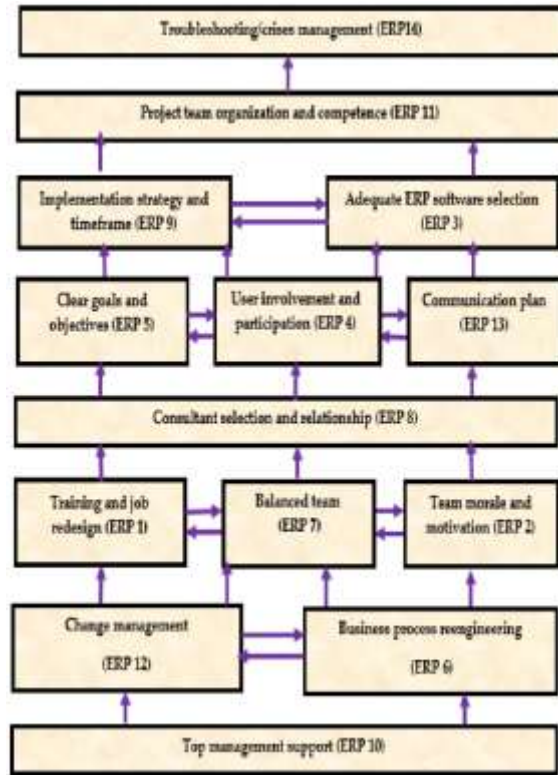 Troubleshooting/crises management (ERP14)
Project team organization and competence (ERP 11)
Implementation strategy and
timeframe (ERP 9)
Adequate ERP software selection
(ERP 3)
Clear goals and
objectives (ERP 5)
User involvement and
participation (ERP 4)
Communication plan
(ERP 13)
Consultant selection and relationship (ERP 8)
Training and job
redesign (ERP 1)
Balanced team
(ERP 7)
Team morale and
motivation (ERP 2)
Change management
(ERP 12)
Business process reengineering
(ERP 6)
Top management support (ERP 10)